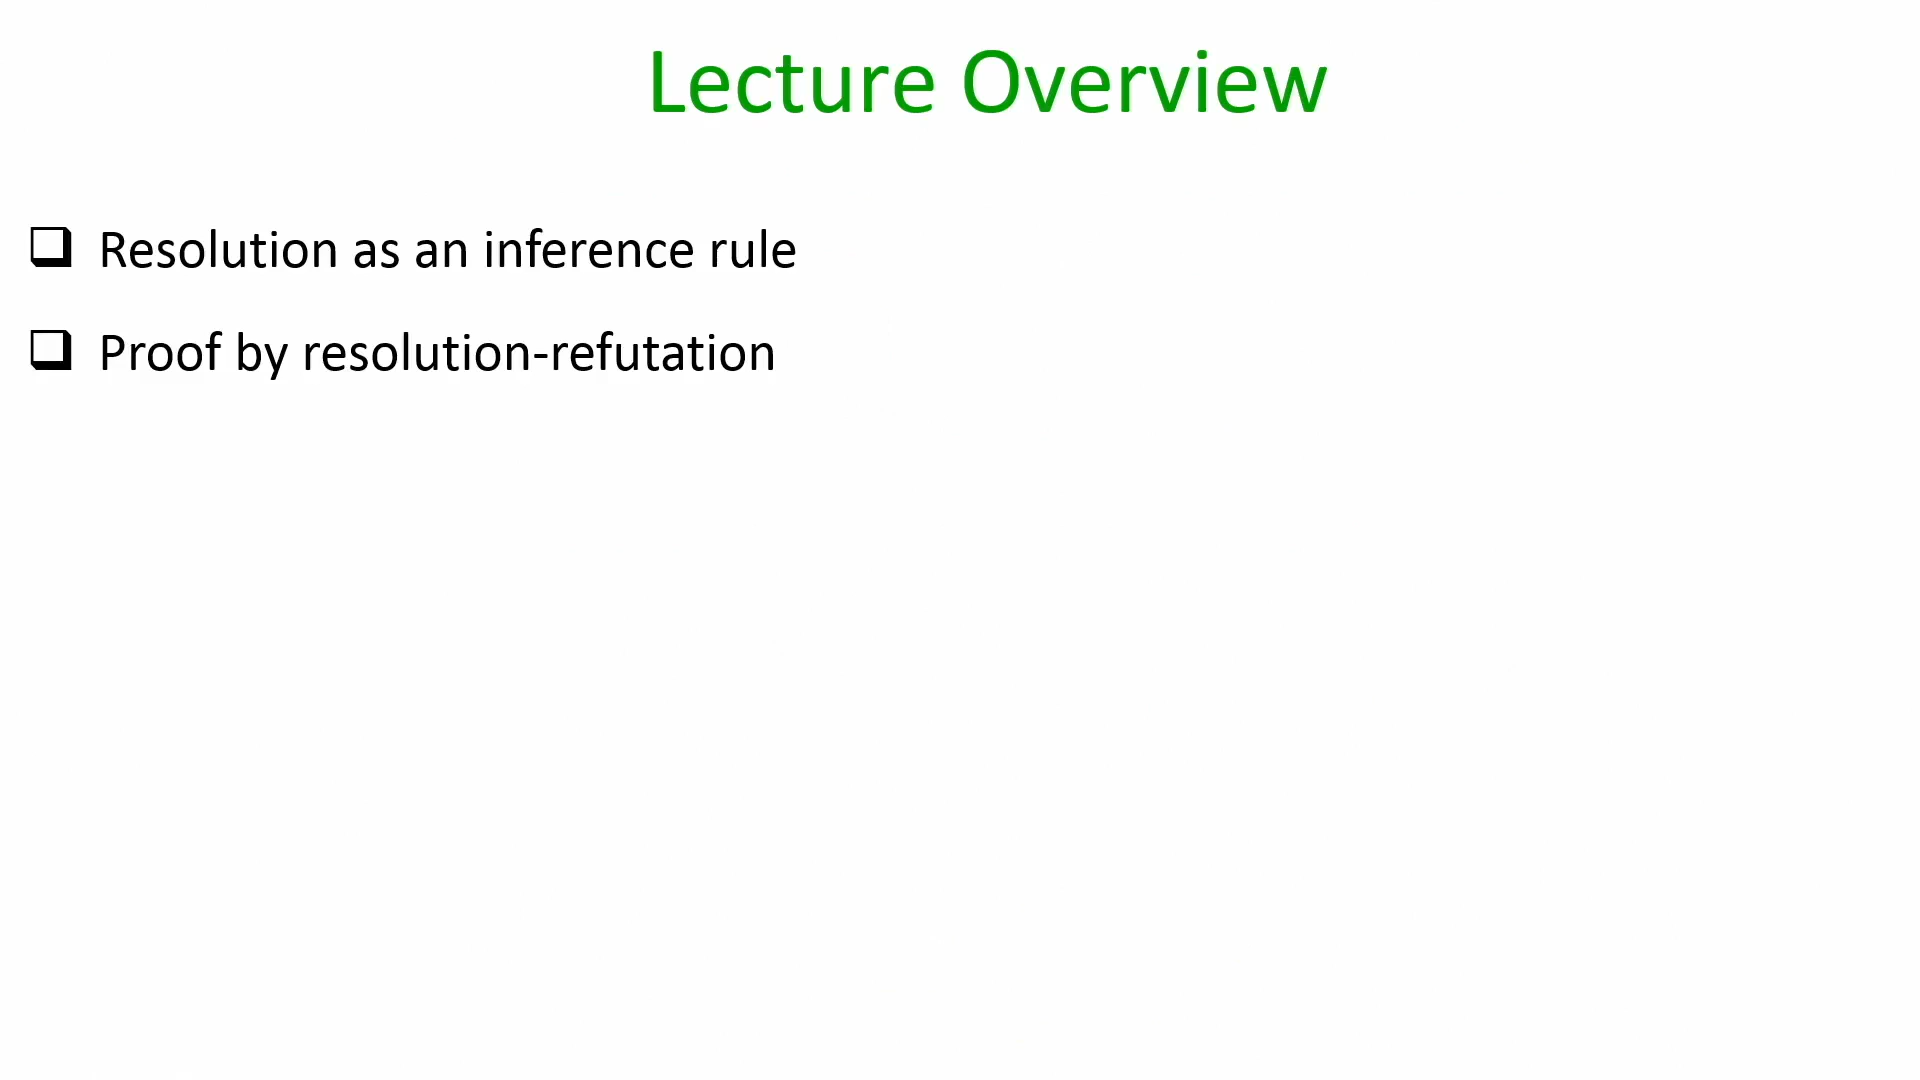 Lecture Overview
❑ Resolution as an inference rule
❑ Proof by resolution-refutation